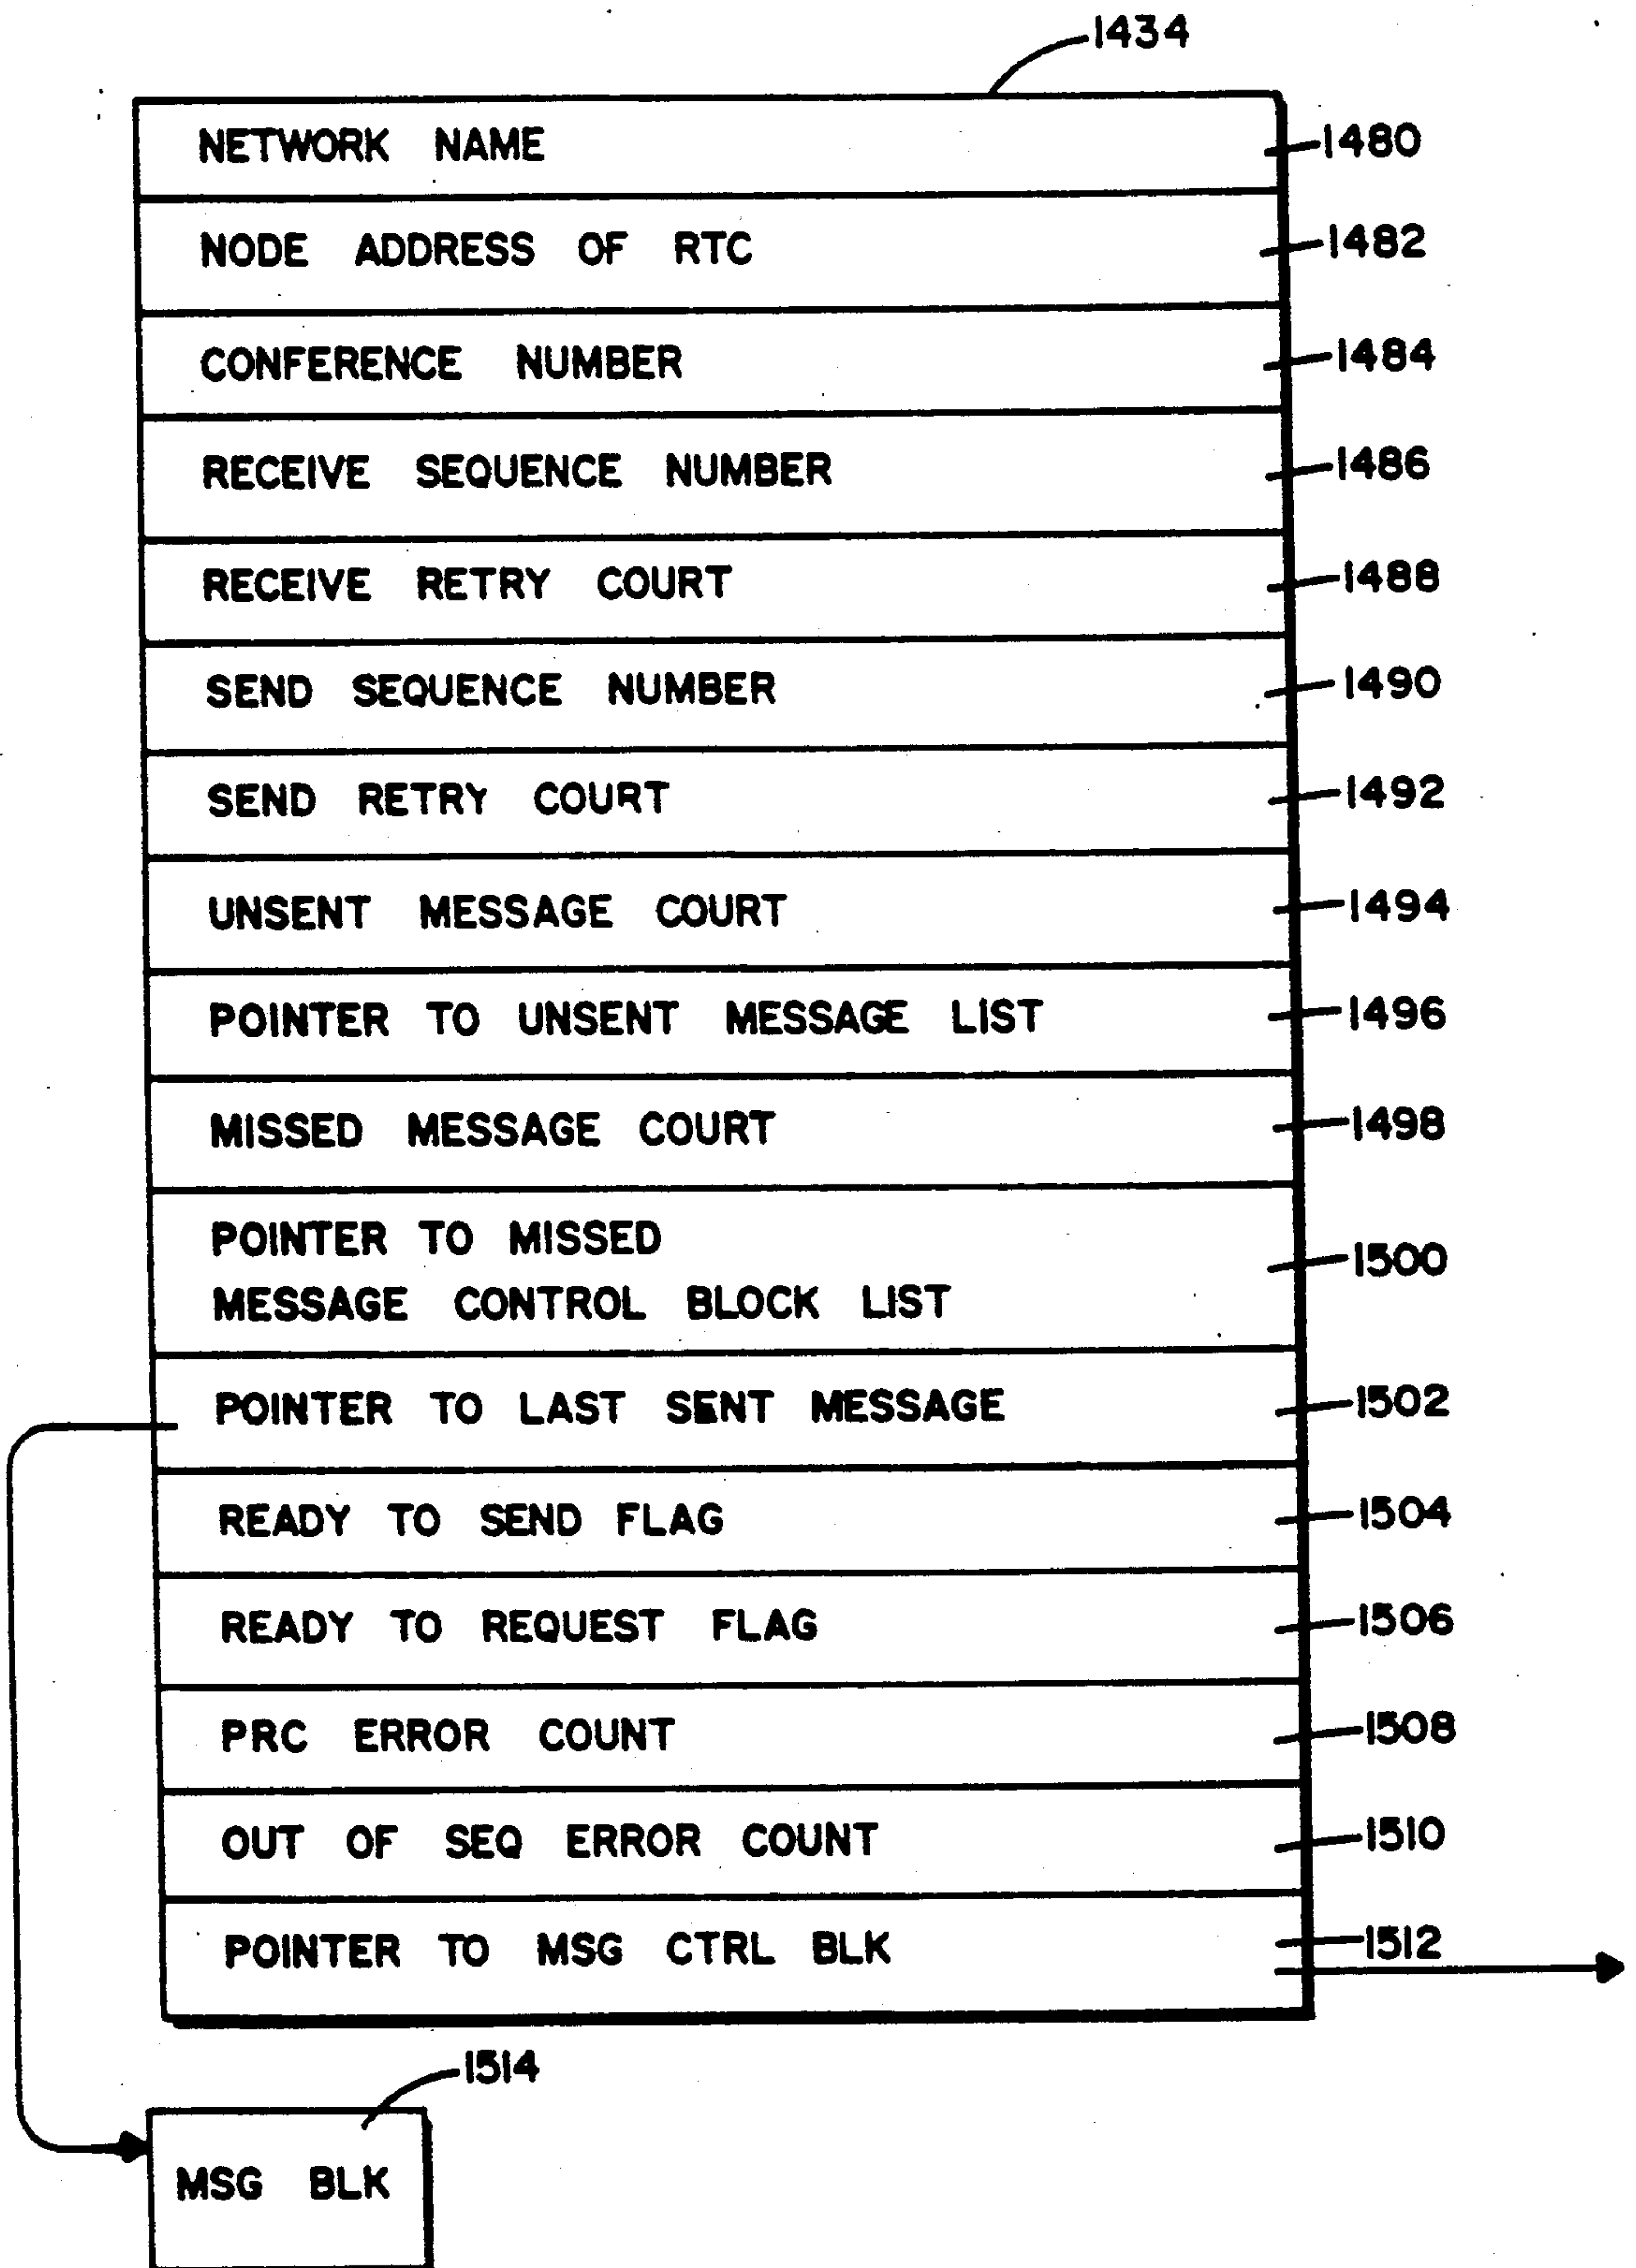 1434
NETWORK NAME 1480
NODE ADDRESS OF RTC 1482
CONFERENCE NUMBER 1484
RECEIVE SEQUENCE NUMBER 1486
RECEIVE RETRY COURT 1488
SEND SEQUENCE NUMBER 1490
SEND RETRY COURT 1492
UNSENT MESSAGE COURT 1494
POINTER TO UNSENT MESSAGE LIST 1496
MISSED MESSAGE COURT 1498
POINTER TO MISSED
MESSAGE CONTROL BLOCK LIST 1500
POINTER TO LAST SENT MESSAGE 1502
READY TO SEND FLAG 1504
READY TO REQUEST FLAG 1506
PRC ERROR COUNT 1508
OUT OF SEQ ERROR COUNT 1510
POINTER TO MSG CTRL BLK 1512
1514
MSG BLK